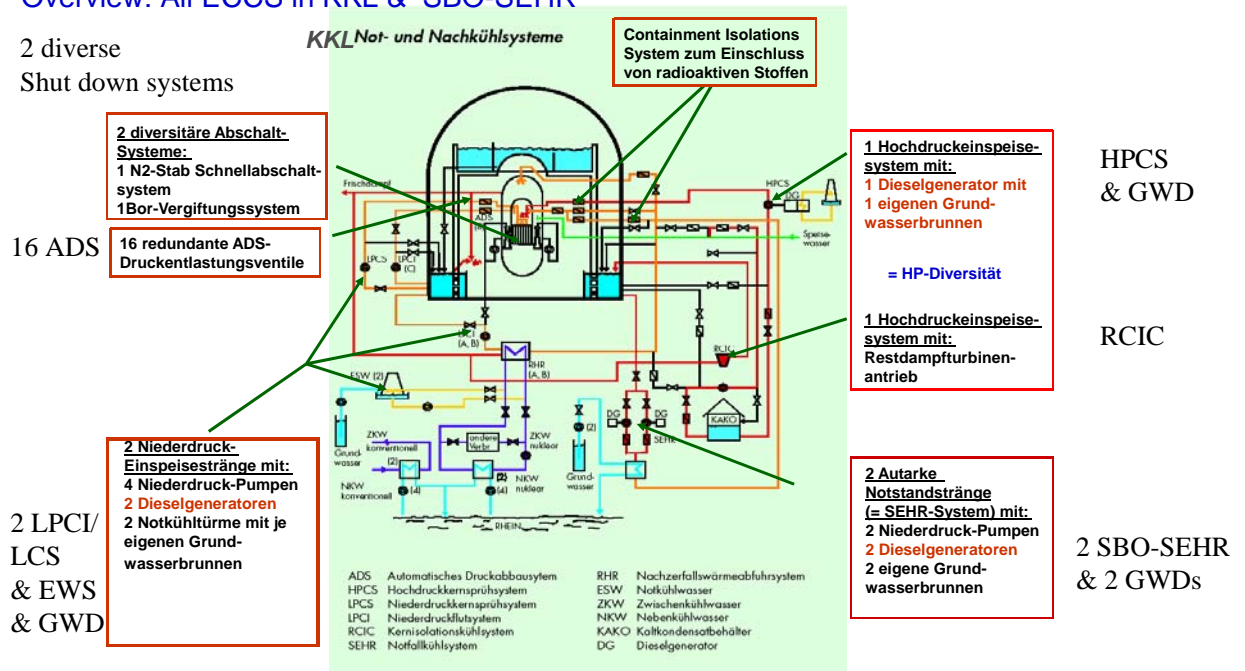 Overview: All ECCS in KKL & SBO-SEHR
2 diverse
Shut down systems
KKL Not- und Nachkühlsysteme
Containment Isolations
System zum Einschluss
von radioaktiven Stoffen
2 diversitäre Abschalt-
Systeme:
1 N2-Stab Schnellabschalt-
system
1Bor-Vergiftungssystem
16 ADS
16 redundante ADS-
Druckentlastungsventile
1 Hochdruckeinspeise-
system mit:
1 Dieselgenerator mit
1 eigenen Grund-
wasserbrunnen
= HP-Diversität
1 Hochdruckeinspeise-
system mit:
Restdampfturbinen-
antrieb
HPCS
& GWD
RCIC
Frischdampf
ADS
HPCS
DG
Speise-
wasser
LPCS
LPCI
(C)
(A, B)
RHR
(A, B)
RCIC
ESW (2)
Grund-
wasser
ZKW
konventionell
(2)
NKW
konventionell
(4)
andere
Verbr.
ZKW
nuklear
(2)
NKW
nuklear
(4)
RHEIN
DG
DG
SEHR
(2)
Grund-
wasser
KAKO
2 Niederdruck-
Einspeisestränge mit:
4 Niederdruck-Pumpen
2 Dieselgeneratoren
2 Notkühltürme mit je
eigenen Grund-
wasserbrunnen
2 LPCI/
LCS
& EWS
& GWD
2 Autarke
Notstandstränge
(= SEHR-System) mit:
2 Niederdruck-Pumpen
2 Dieselgeneratoren
2 eigene Grund-
wasserbrunnen
2 SBO-SEHR
& 2 GWDs
ADS Automatisches Druckabbausytem
HPCS Hochdruckkernsprühsystem
LPCS Niederdruckkernsprühsystem
LPCI Niederdruckflutsystem
RCIC Kernisolationskühlsystem
SEHR Notfallkühlsystem
RHR Nachzerfallswärmeabfuhrsystem
ESW Notkühlwasser
ZKW Zwischenkühlwasser
NKW Nebenkühlwasser
KAKO Kaltkondensatbehälter
DG Dieselgenerator